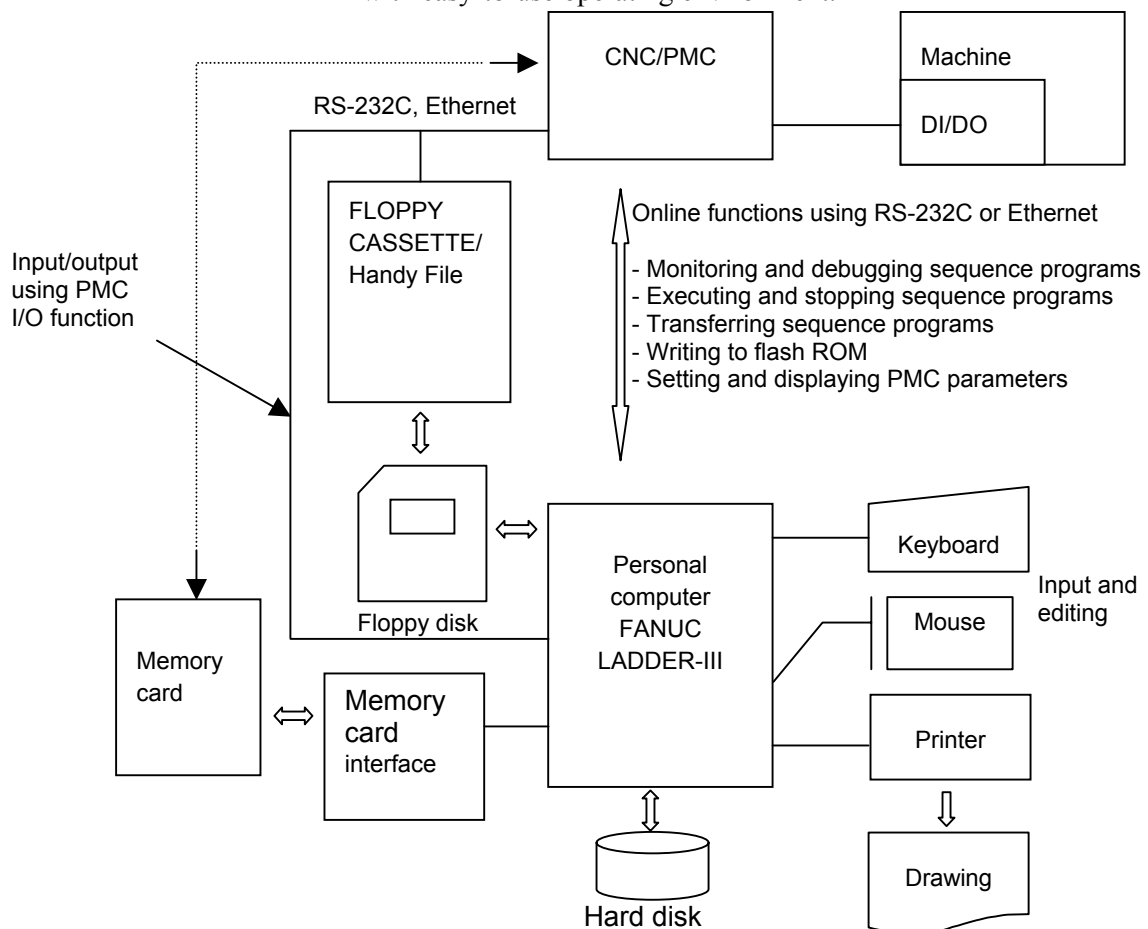 CNC/PMC
Machine
DI/DO
RS-232C, Ethernet
FLOPPY
CASSETTE/
Handy File
Input/output
using PMC
I/O function
Online functions using RS-232C or Ethernet
- Monitoring and debugging sequence programs
- Executing and stopping sequence programs
- Transferring sequence programs
- Writing to flash ROM
- Setting and displaying PMC parameters
Floppy disk
Personal
computer
FANUC
LADDER-III
Keyboard
Mouse
Input and
editing
Memory
card
Memory
card
interface
Printer
Drawing
Hard disk